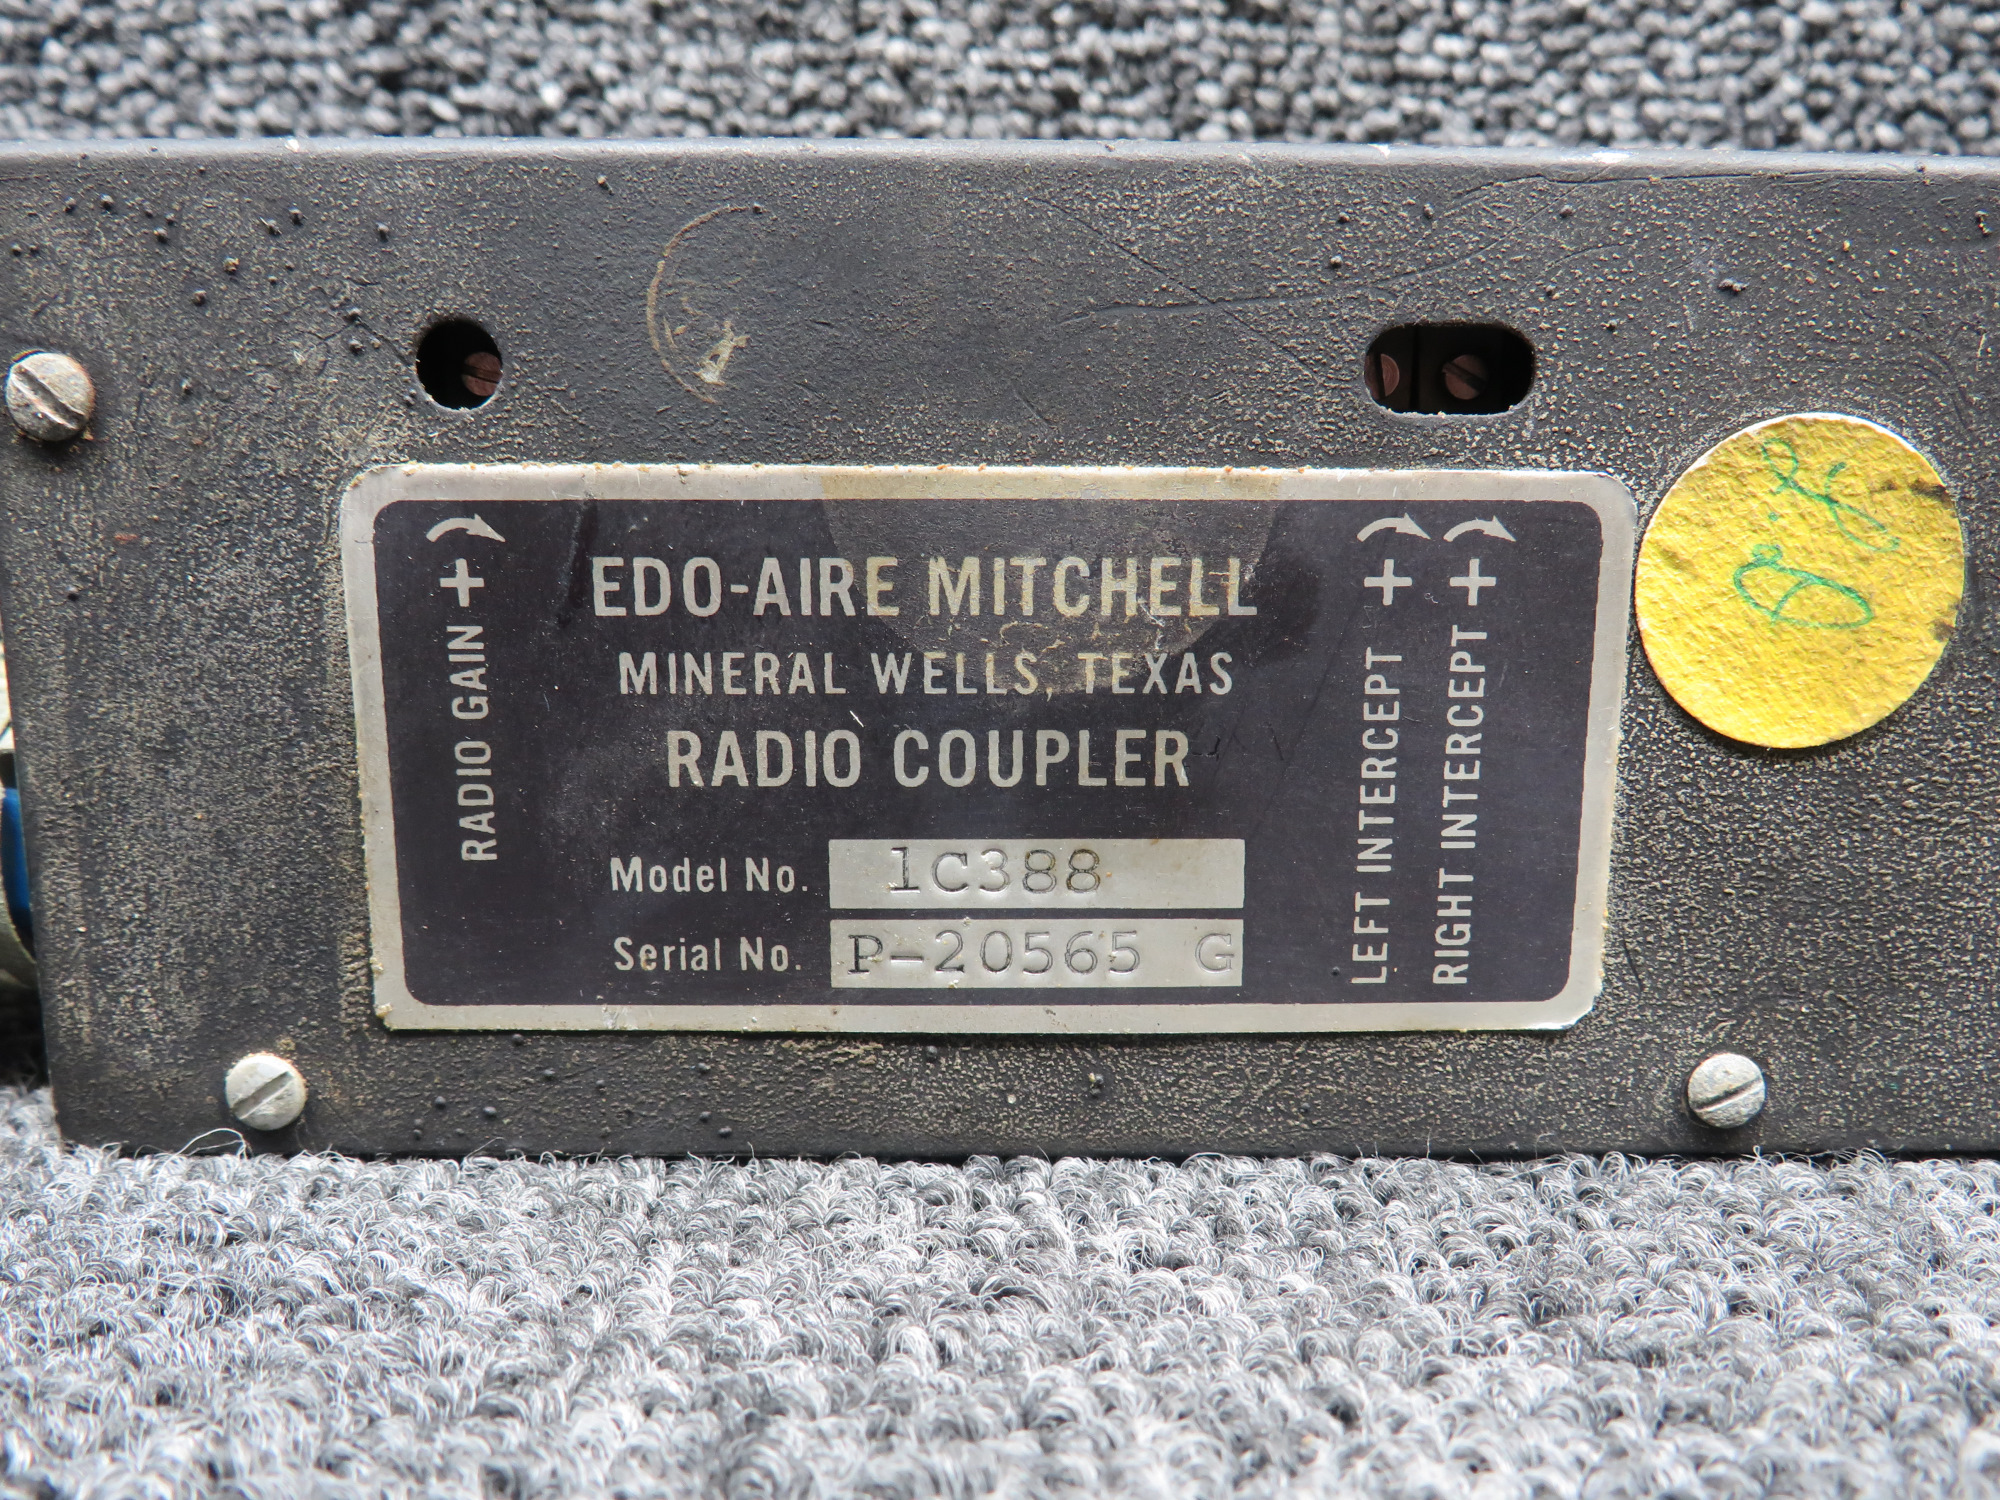 EDO-AIRE MITCHELL
MINERAL WELLS, TEXAS
RADIO COUPLER
Model No. 1C388
Serial No. P-20565 G
RADIO GAIN +
LEFT INTERCEPT +
RIGHT INTERCEPT +